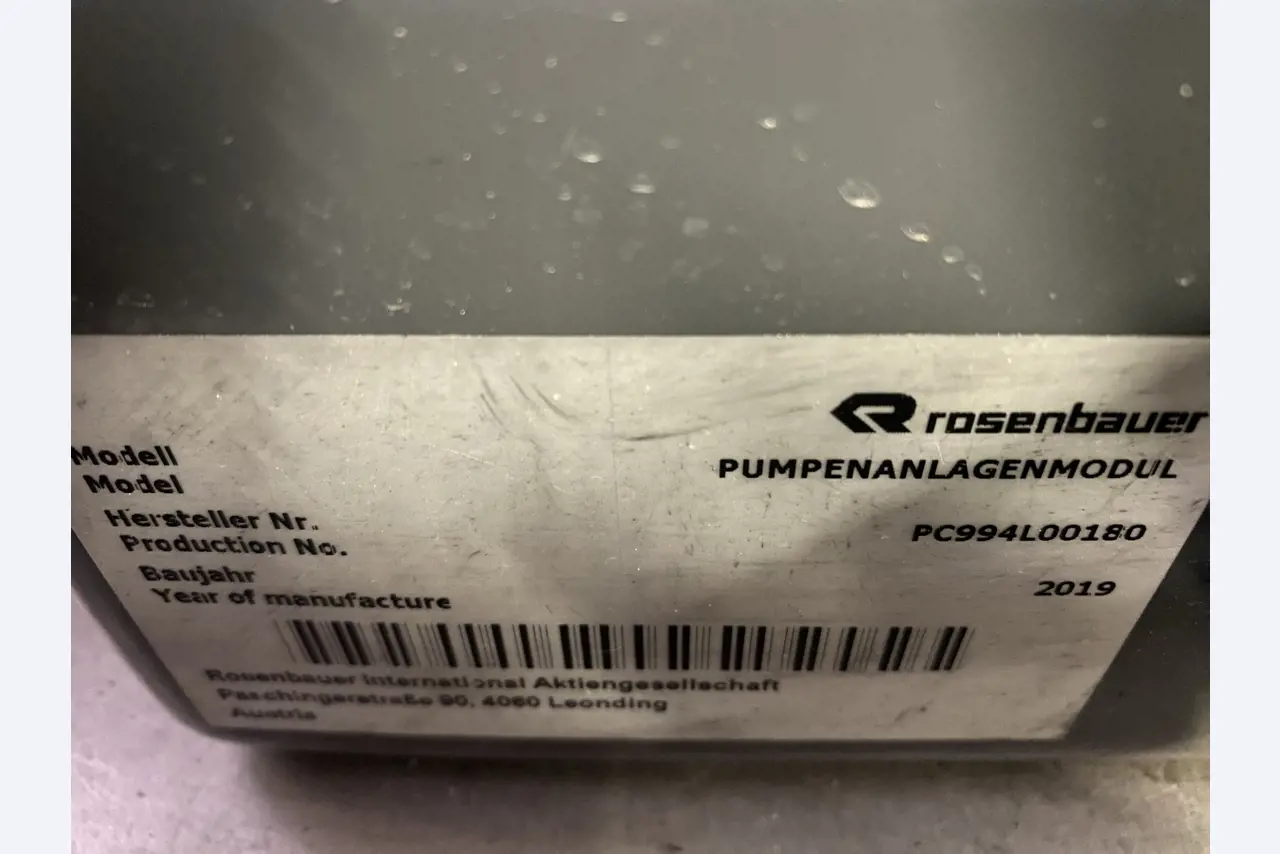 rosenbauer
Modell
Model
PUMPENANLAGENMODUL
Hersteller Nr.
Production No.
PC994L00180
Baujahr
Year of manufacture
2019
Rosenbauer International Aktiengesellschaft
Paschingerstraße 90, 4060 Leonding
Austria